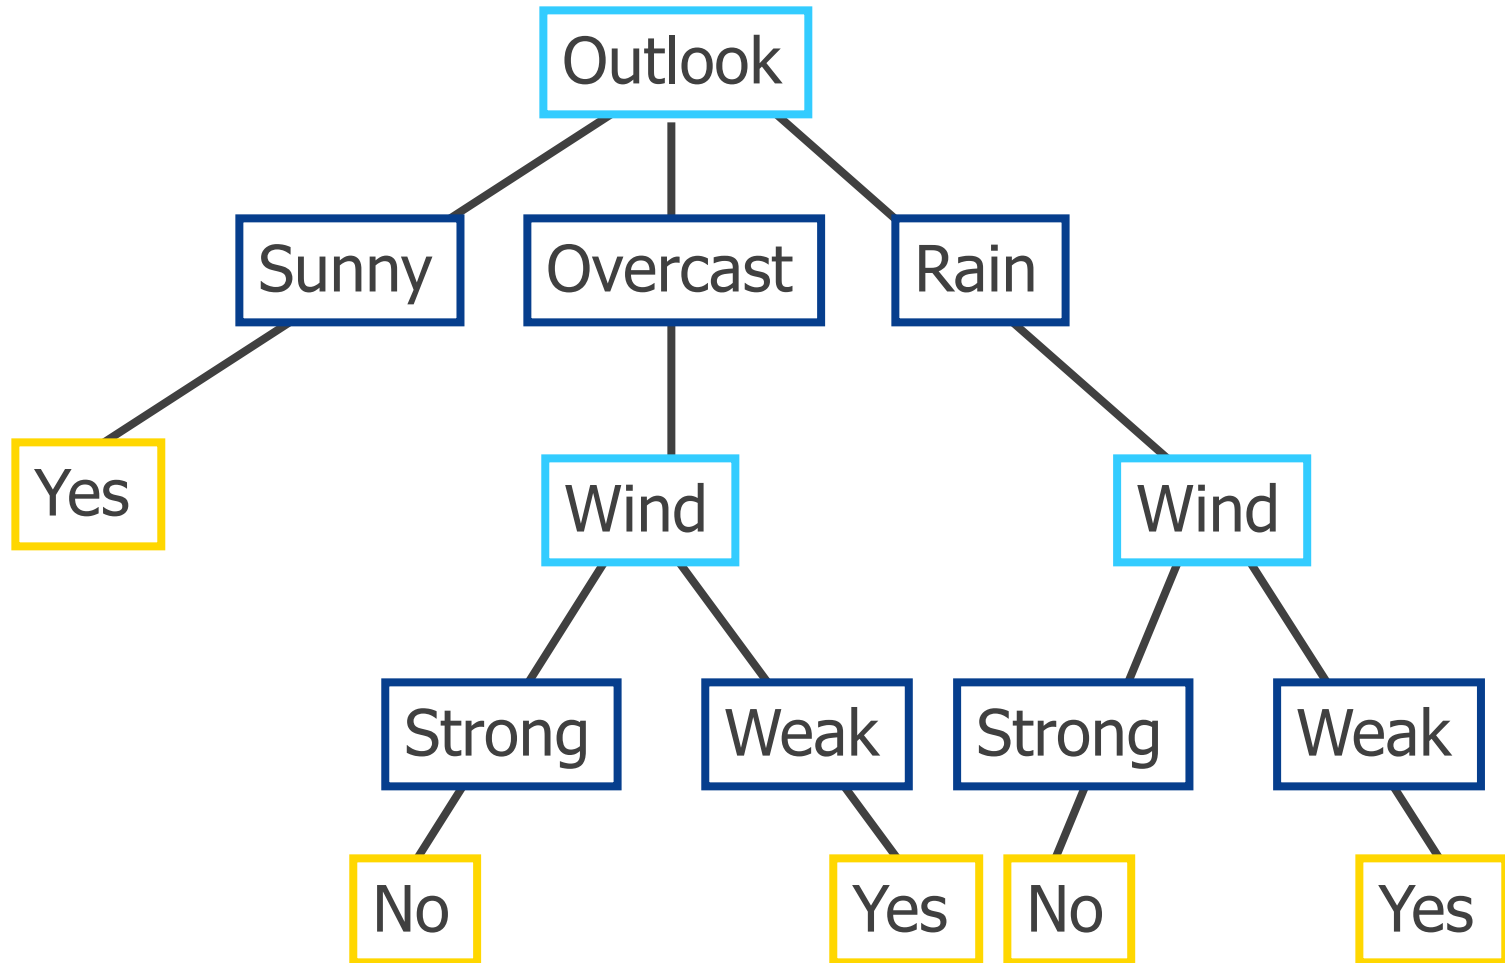 Outlook
Sunny
Overcast
Rain
Yes
Wind
Wind
Strong
Weak
Strong
Weak
No
Yes
No
Yes